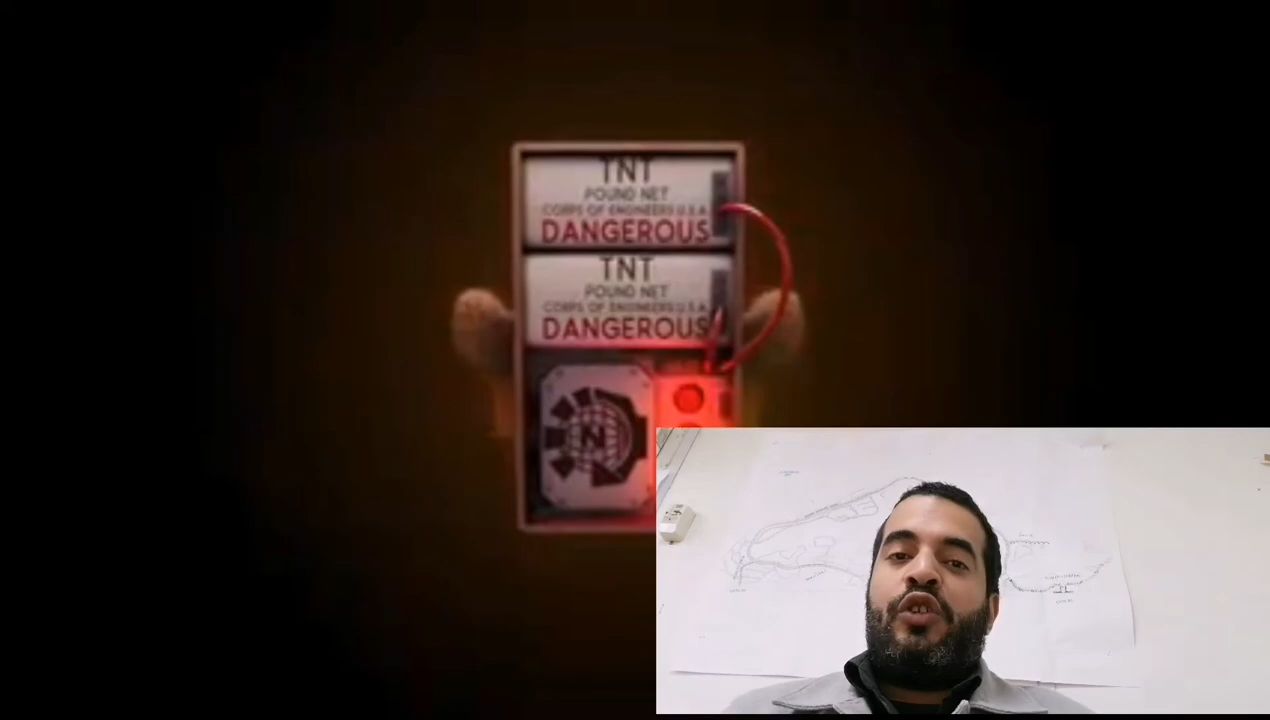 TNT
POUND NET
CORPS OF ENGINEERS U.S.A
DANGEROUS
TNT
POUND NET
CORPS OF ENGINEERS U.S.A
DANGEROUS
N